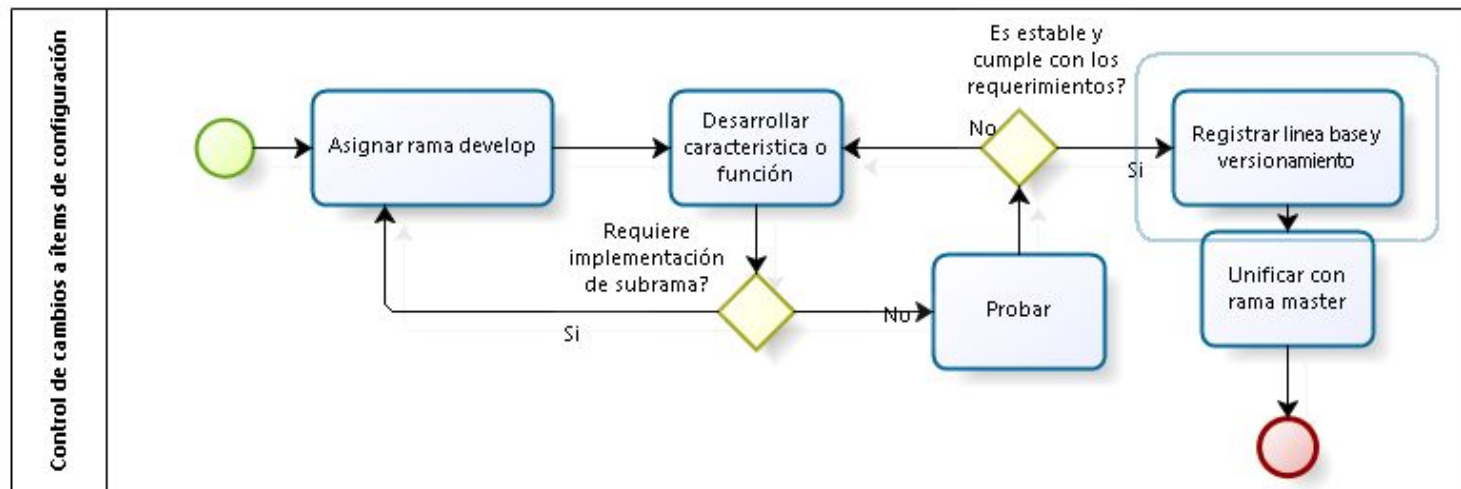 Control de cambios a ítems de configuración
Asignar rama develop
Desarrollar
caracteristica o
función
Es estable y
cumple con los
requerimientos?
No
Si
Registrar linea base y
versionamiento
Requiere
implementación
de subrama?
Si
No
Probar
Unificar con
rama master